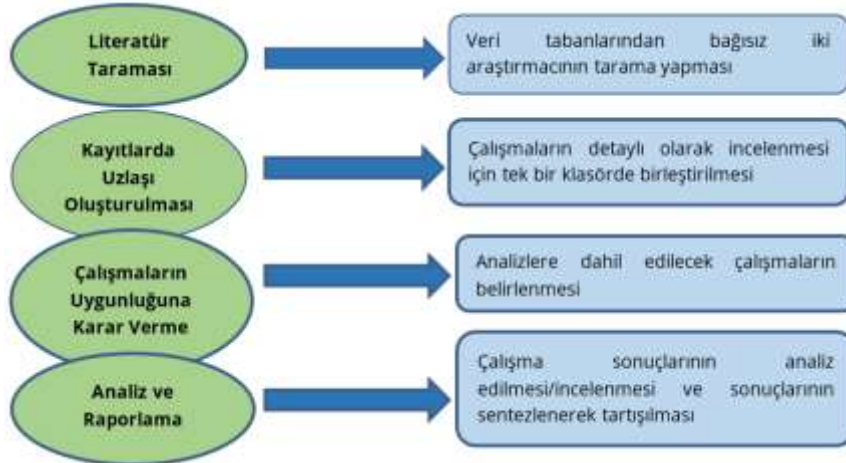 Literatür
Taraması
Veri tabanlarından bağısız iki
araştırmacının tarama yapması
Kayıtlarda
Uzlaşı
Oluşturulması
Çalışmaların detaylı olarak incelenmesi
için tek bir klasörde birleştirilmesi
Çalışmaların
Uygunluğuna
Karar Verme
Analizlere dahil edilecek çalışmaların
belirlenmesi
Analiz ve
Raporlama
Çalışma sonuçlarının analiz
edilmesi/incelenmesi ve sonuçlarının
sentezlenerek tartışılması